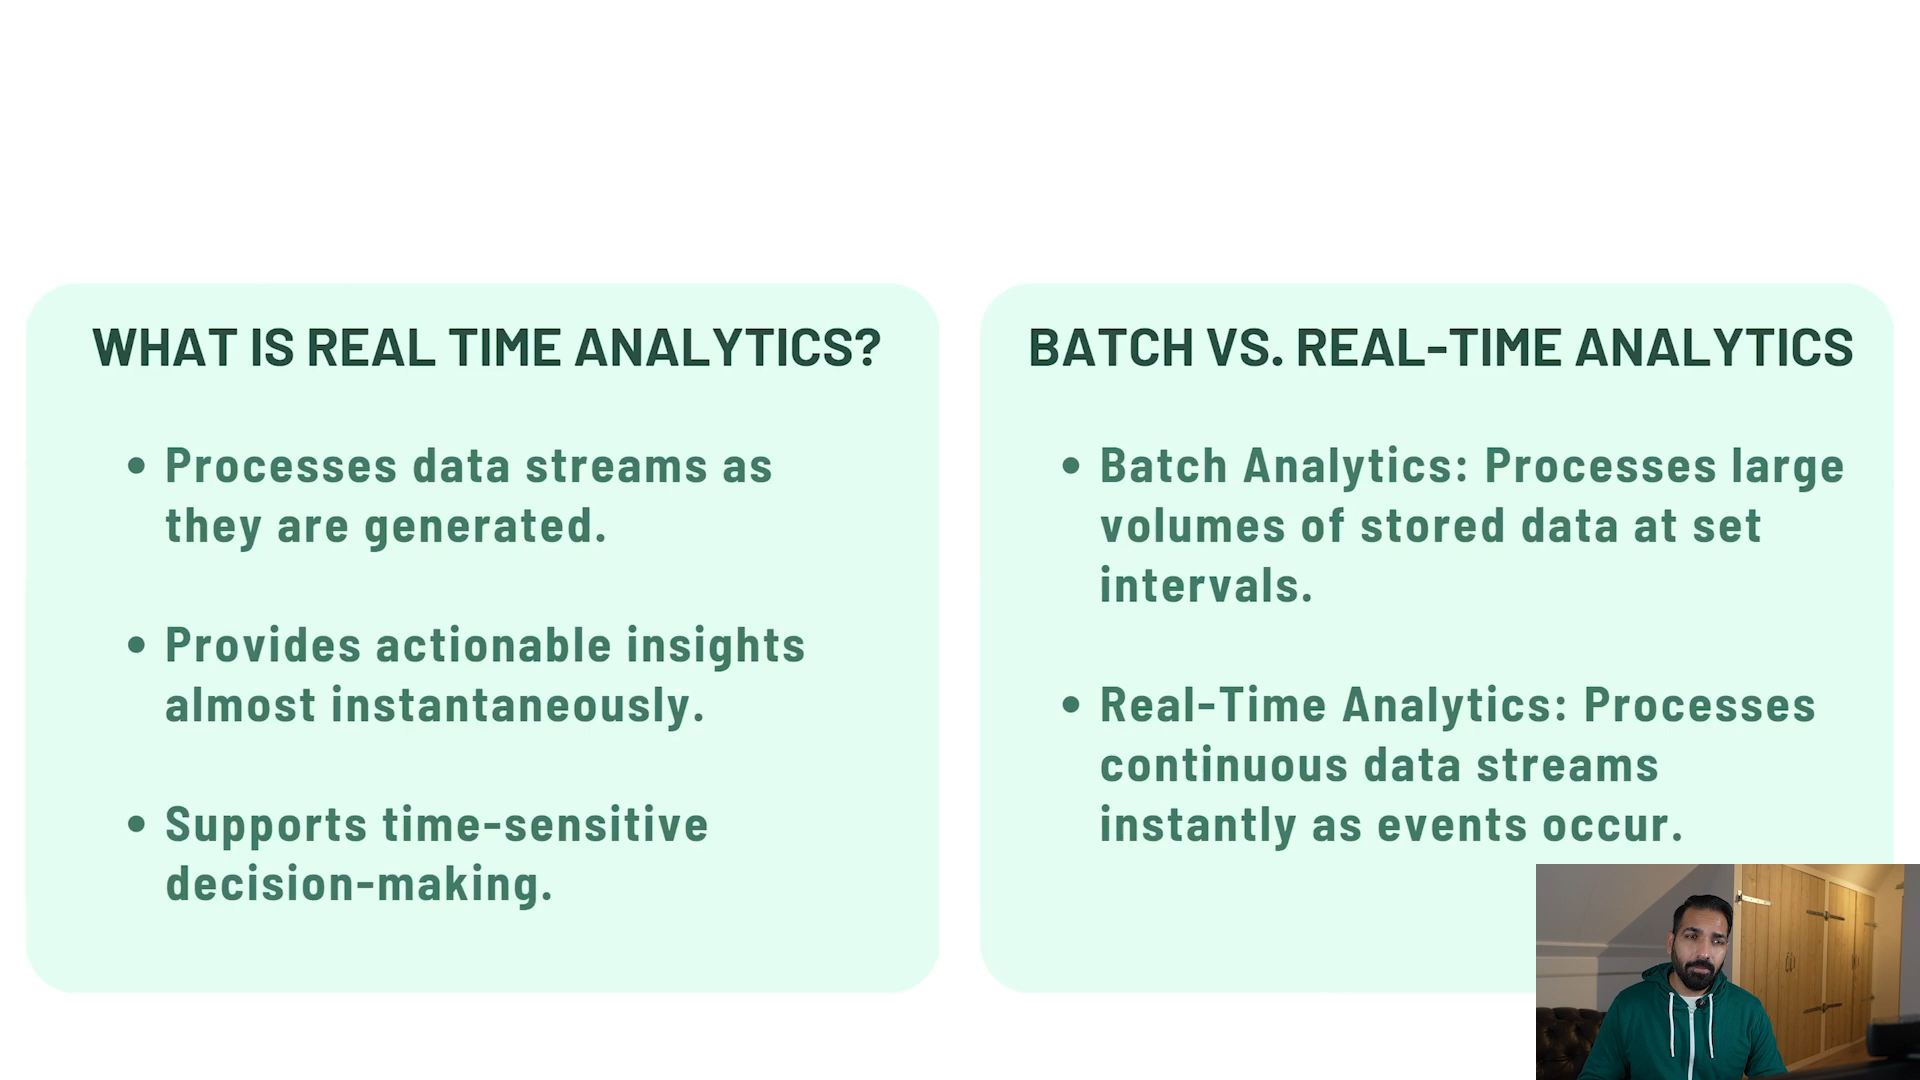 WHAT IS REAL TIME ANALYTICS?
• Processes data streams as
they are generated.
• Provides actionable insights
almost instantaneously.
• Supports time-sensitive
decision-making.
BATCH VS. REAL-TIME ANALYTICS
• Batch Analytics: Processes large
volumes of stored data at set
intervals.
• Real-Time Analytics: Processes
continuous data streams
instantly as events occur.